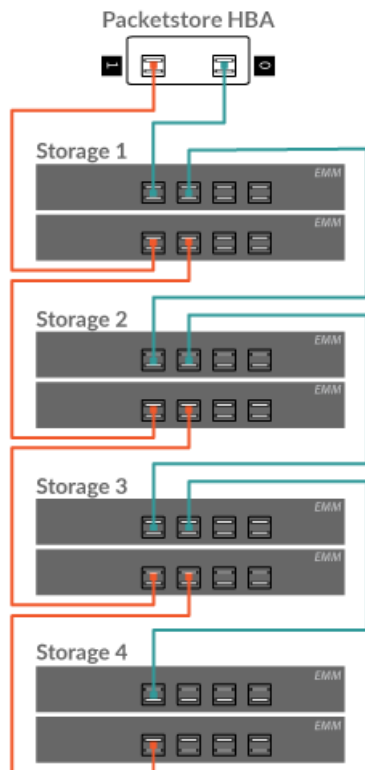 Packetstore HBA
1 0
Storage 1
EMM
EMM
Storage 2
EMM
EMM
Storage 3
EMM
EMM
Storage 4
EMM
EMM